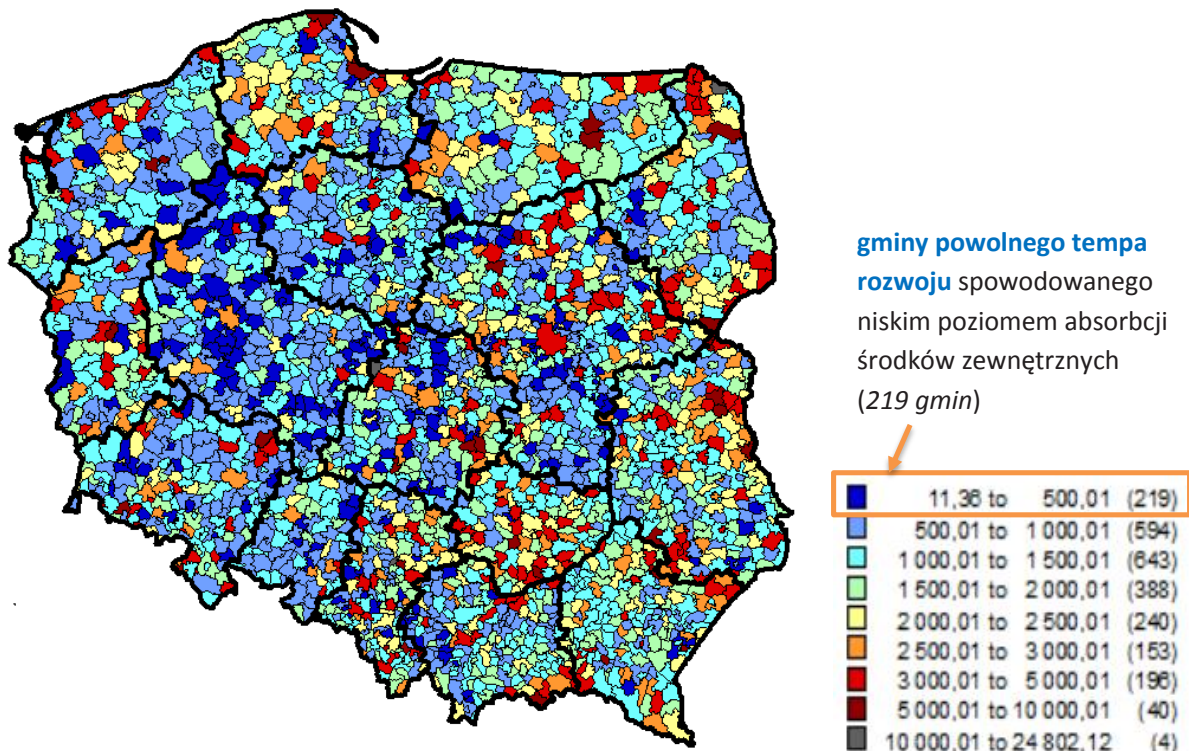 gminy powolnego tempa
rozwoju spowodowanego
niskim poziomem absorbcji
środków zewnętrznych
(219 gmin)
11,36 to 500,01 (219)
500,01 to 1 000,01 (594)
1 000,01 to 1 500,01 (643)
1 500,01 to 2 000,01 (388)
2 000,01 to 2 500,01 (240)
2 500,01 to 3 000,01 (153)
3 000,01 to 5 000,01 (196)
5 000,01 to 10 000,01 (40)
10 000,01 to 24 802,12 (4)